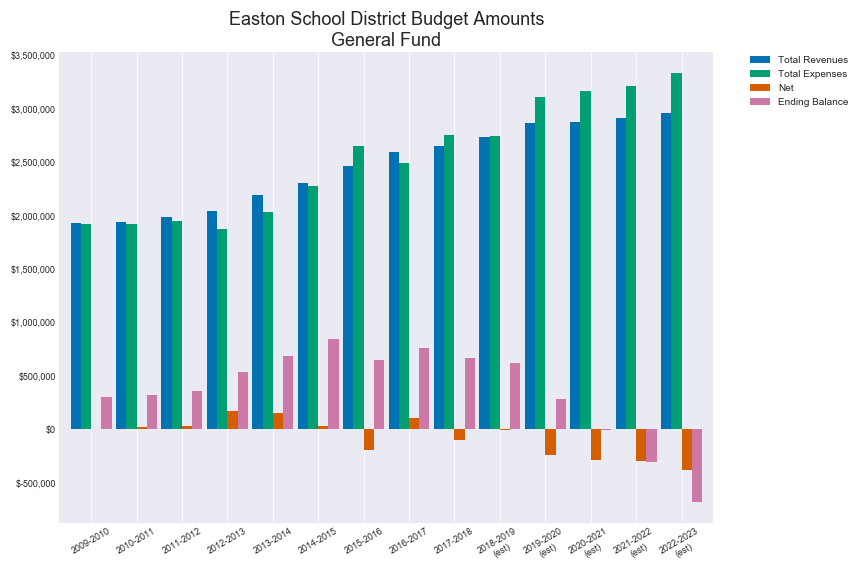 Easton School District Budget Amounts
General Fund
Total Revenues
Total Expenses
Net
Ending Balance
$3,500,000
$3,000,000
$2,500,000
$2,000,000
$1,500,000
$1,000,000
$500,000
$0
$-500,000
2009-2010
2010-2011
2011-2012
2012-2013
2013-2014
2014-2015
2015-2016
2016-2017
2017-2018
2018-2019
(est)
2019-2020
(est)
2020-2021
(est)
2021-2022
(est)
2022-2023
(est)